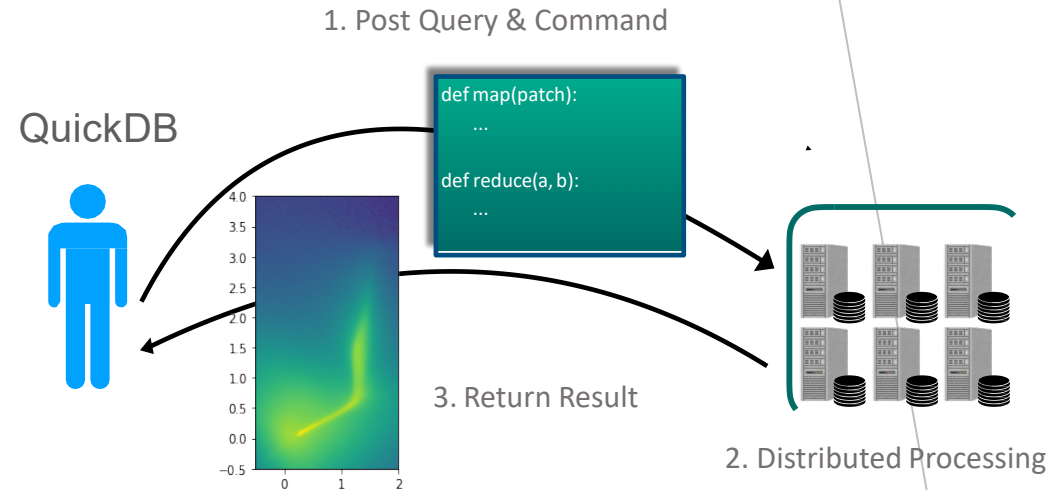 1. Post Query & Command
QuickDB
def map(patch):
...
def reduce(a, b):
...
4.0
3.5
3.0
2.5
2.0
1.5
1.0
0.5
0.0
−0.5
0 1 2
3. Return Result
2. Distributed Processing